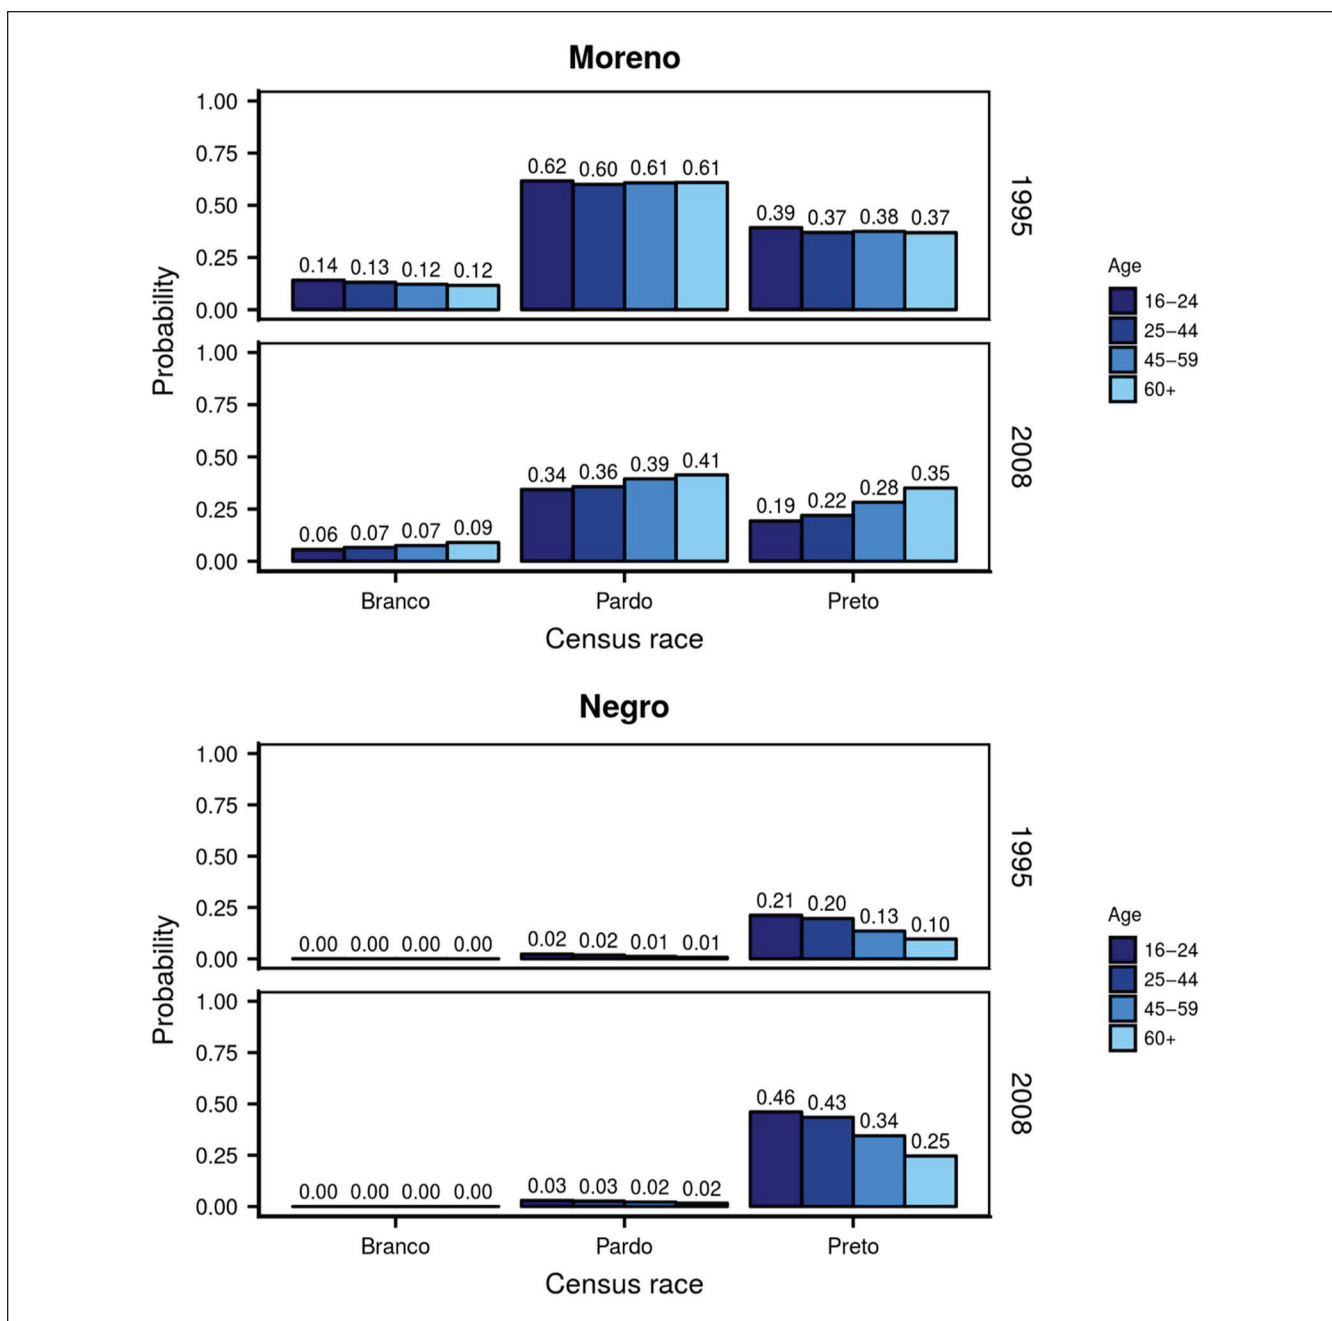 Moreno
Probability
1.00
0.75
0.50
0.25
0.00
0.14 0.13 0.12 0.12
0.62 0.60 0.61 0.61
0.39 0.37 0.38 0.37
1995
1.00
0.75
0.50
0.25
0.00
0.06 0.07 0.07 0.09
0.34 0.36 0.39 0.41
0.19 0.22 0.28 0.35
2008
Branco Pardo Preto
Census race
Age
16–24
25–44
45–59
60+
Negro
Probability
1.00
0.75
0.50
0.25
0.00
0.00 0.00 0.00 0.00
0.02 0.02 0.01 0.01
0.21 0.20 0.13 0.10
1995
1.00
0.75
0.50
0.25
0.00
0.00 0.00 0.00 0.00
0.03 0.03 0.02 0.02
0.46 0.43 0.34 0.25
2008
Branco Pardo Preto
Census race
Age
16–24
25–44
45–59
60+